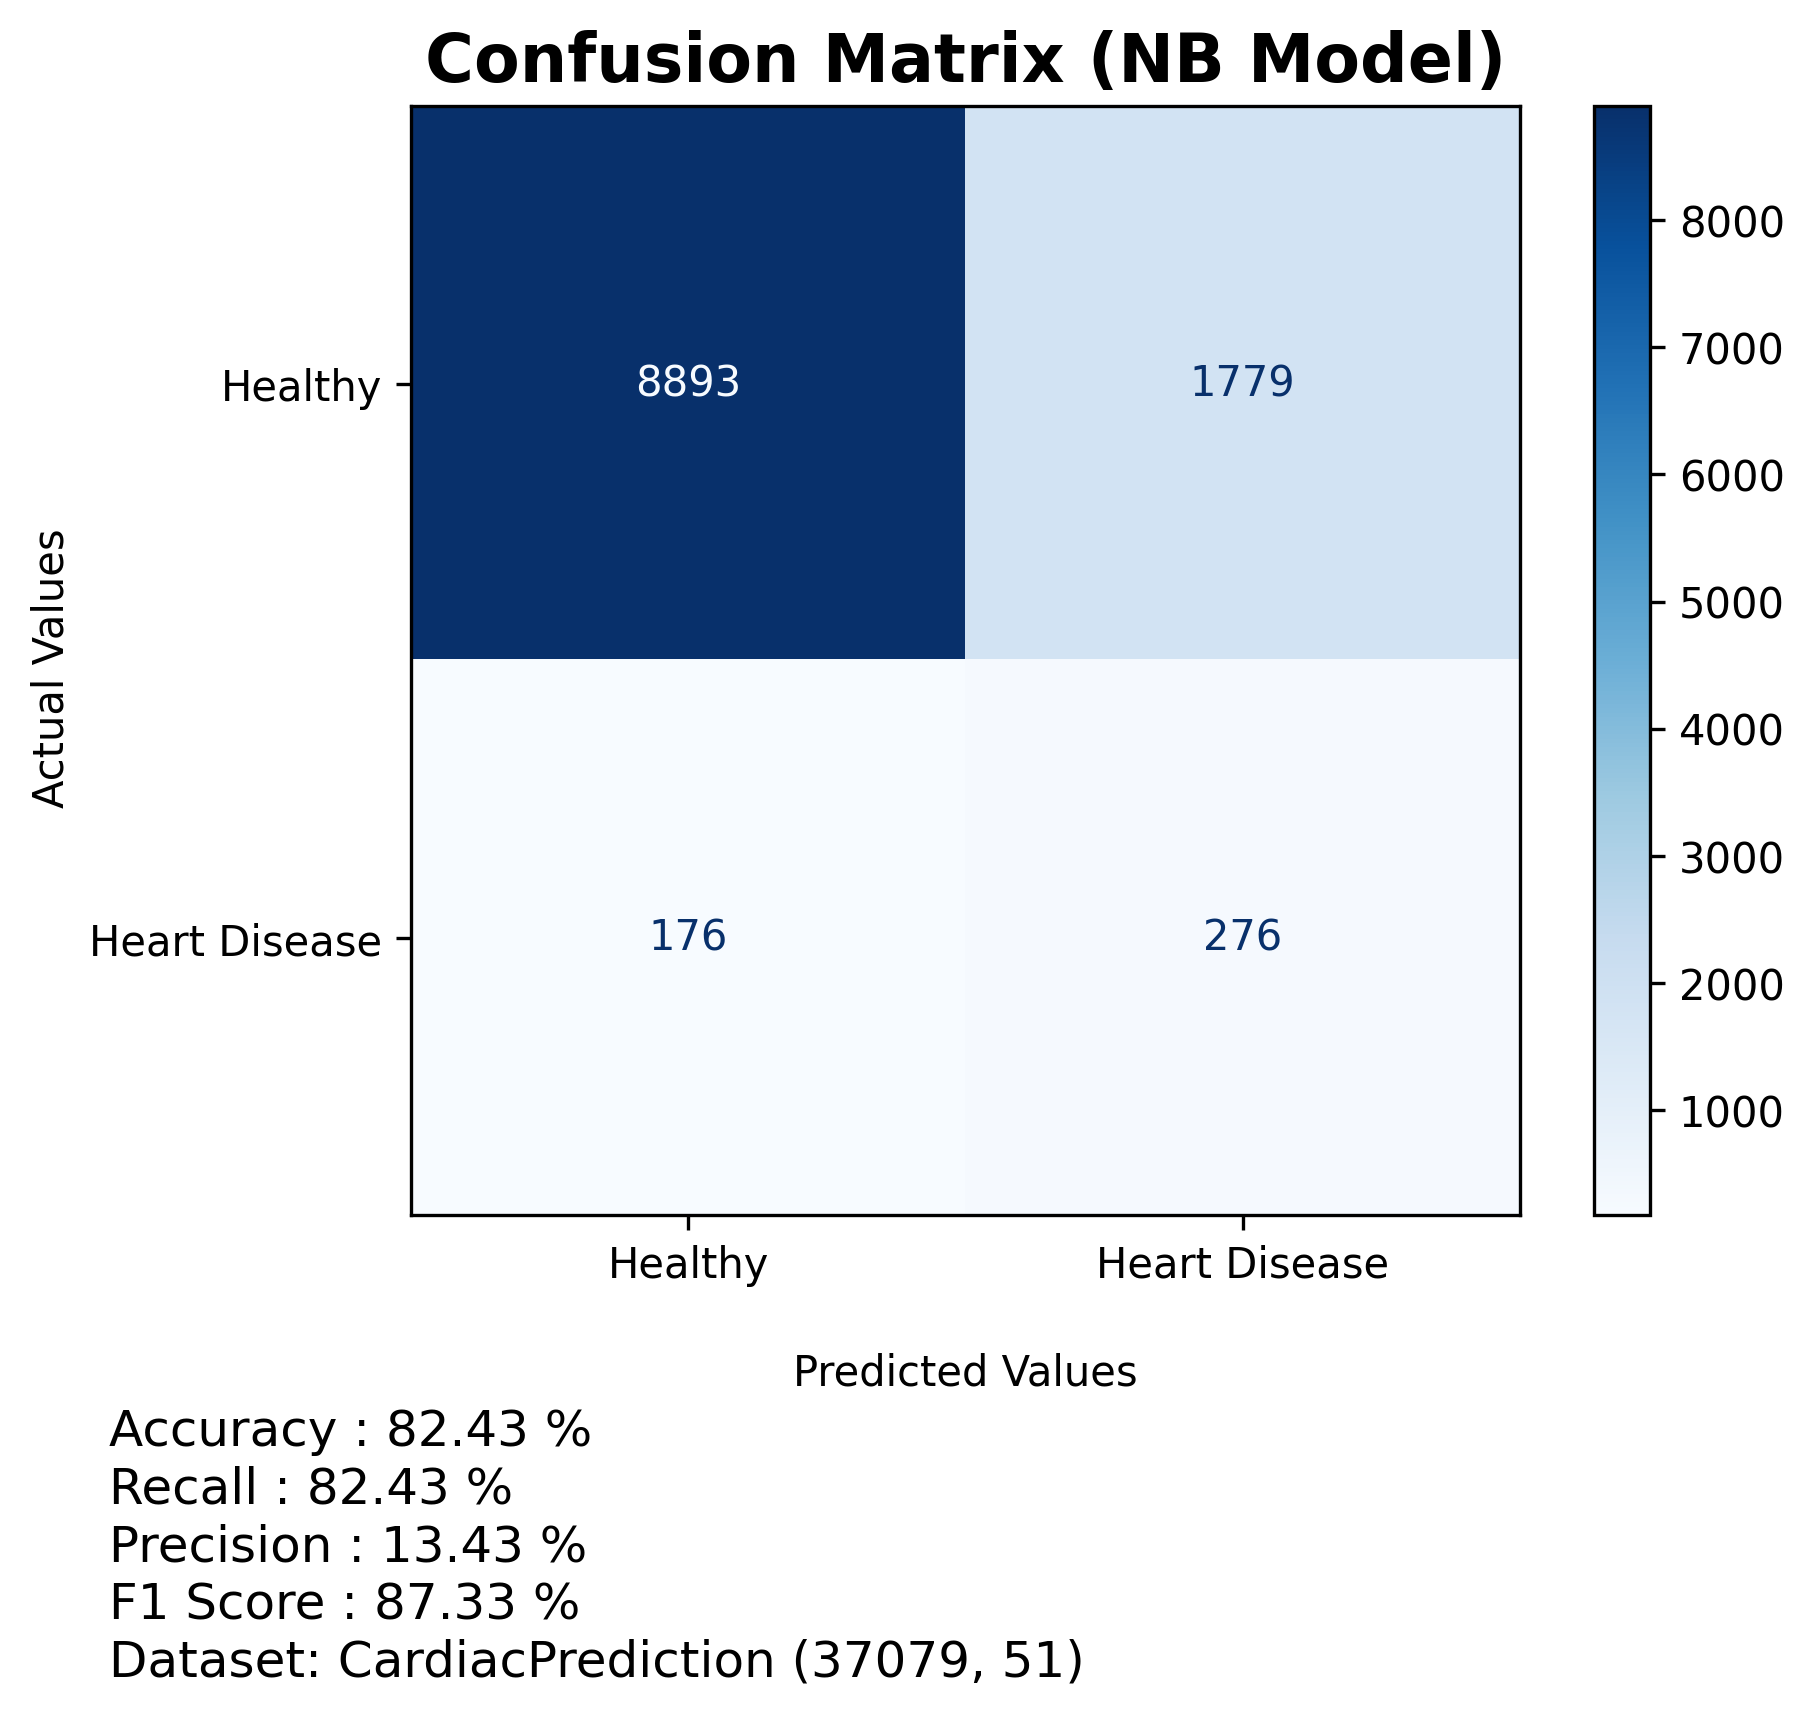 Confusion Matrix (NB Model)
8000
7000
6000
5000
4000
3000
2000
1000
Actual Values
Healthy
8893
1779
Heart Disease
176
276
Healthy
Heart Disease
Predicted Values
Accuracy : 82.43 %
Recall : 82.43 %
Precision : 13.43 %
F1 Score : 87.33 %
Dataset: CardiacPrediction (37079, 51)